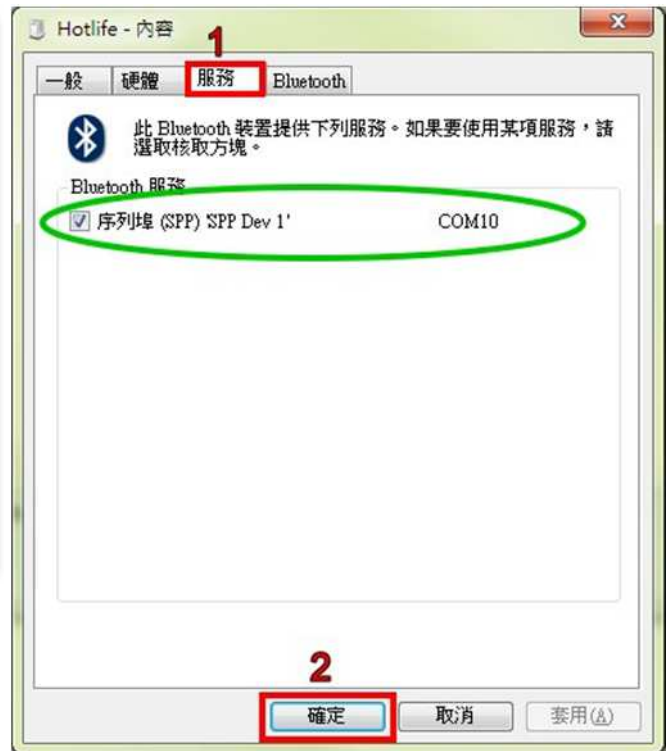 Hotlife - 內容
1
一般 硬體 服務 Bluetooth
此 Bluetooth 裝置提供下列服務。如果要使用某項服務，請
選取核取方塊。
Bluetooth 服務
序列埠 (SPP) 'SPP Dev 1' COM10
2
確定 取消 套用(A)